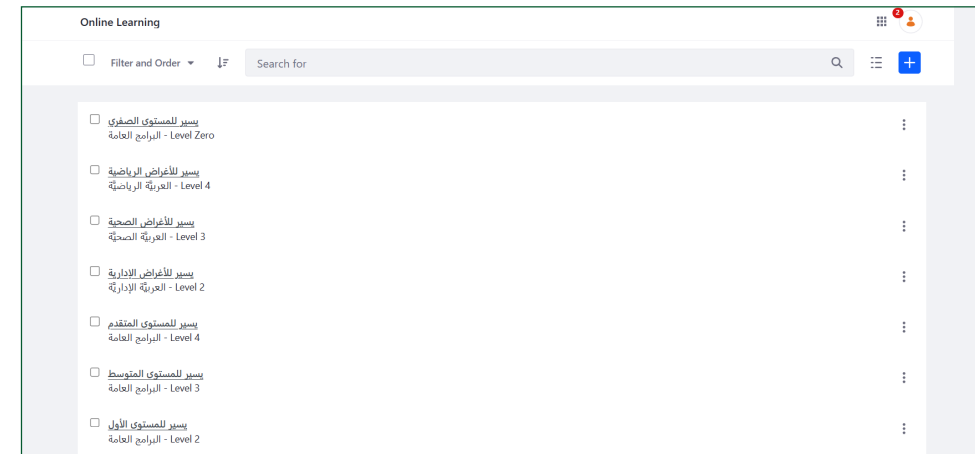 Online Learning
2
Filter and Order
Search for
يسير للمستوى الصفري
البرامج العامة - Level Zero
يسير للأغراض الرياضية
العربيَّة الرياضيَّة - Level 4
يسير للأغراض الصحية
العربيَّة الصحيَّة - Level 3
يسير للأغراض الإدارية
العربيَّة الإداريَّة - Level 2
يسير للمستوى المتقدم
البرامج العامة - Level 4
يسير للمستوى المتوسط
البرامج العامة - Level 3
يسير للمستوى الأول
البرامج العامة - Level 2